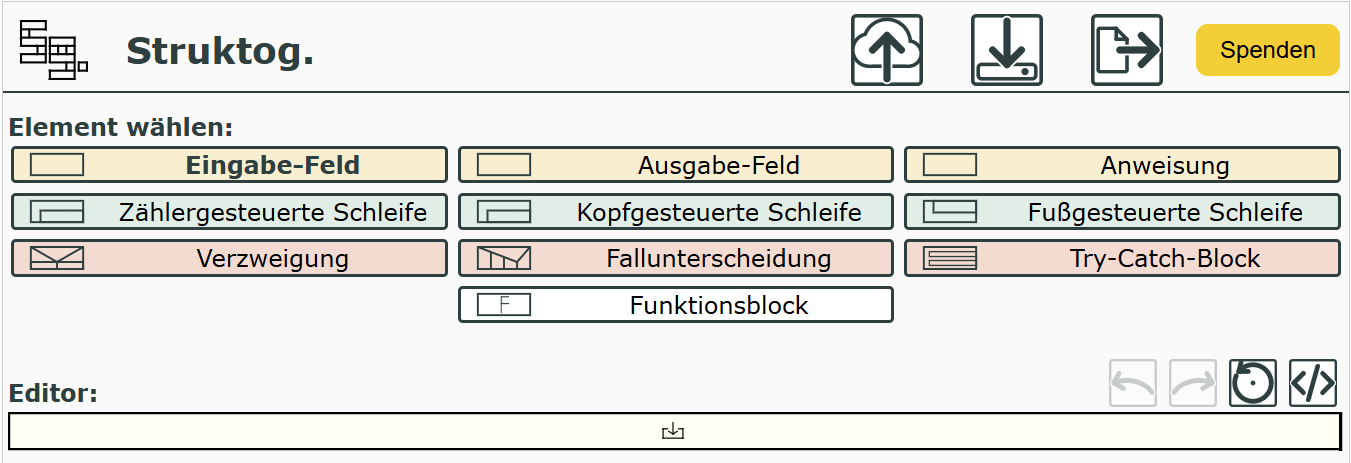 Struktog.
Spenden
Element wählen:
Eingabe-Feld
Ausgabe-Feld
Anweisung
Zählergesteuerte Schleife
Kopfgesteuerte Schleife
Fußgesteuerte Schleife
Verzweigung
Fallunterscheidung
Try-Catch-Block
F
Funktionsblock
Editor: